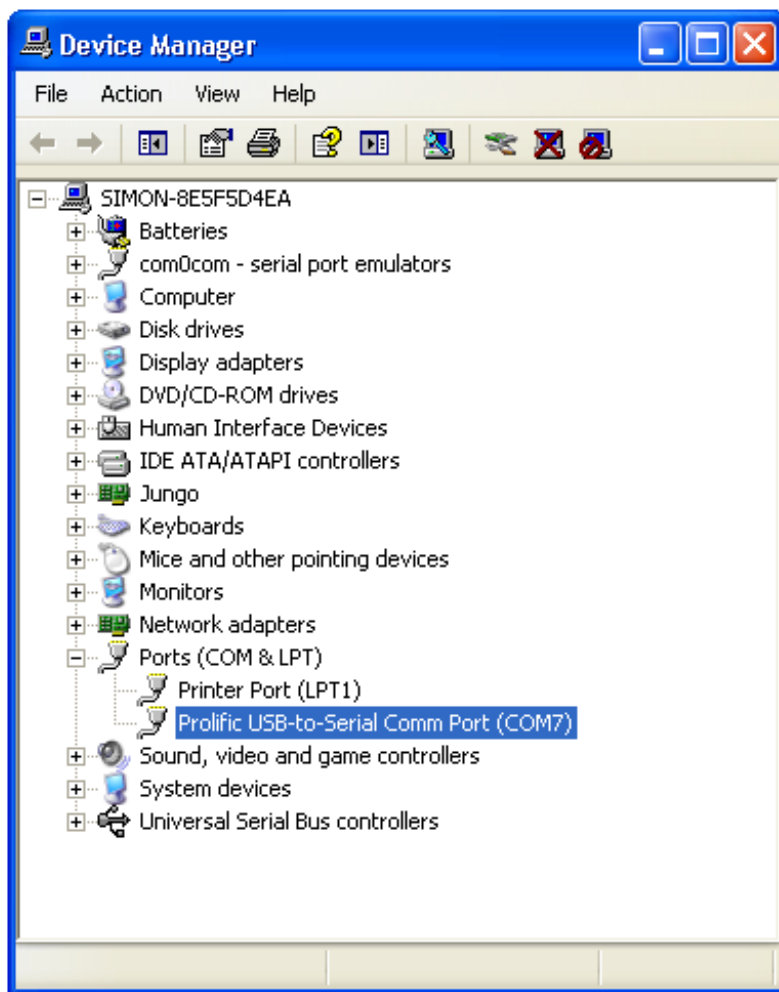 Device Manager
File Action View Help
SIMON-8E5F5D4EA
Batteries
com0com - serial port emulators
Computer
Disk drives
Display adapters
DVD/CD-ROM drives
Human Interface Devices
IDE ATA/ATAPI controllers
Jungo
Keyboards
Mice and other pointing devices
Monitors
Network adapters
Ports (COM & LPT)
Printer Port (LPT1)
Prolific USB-to-Serial Comm Port (COM7)
Sound, video and game controllers
System devices
Universal Serial Bus controllers